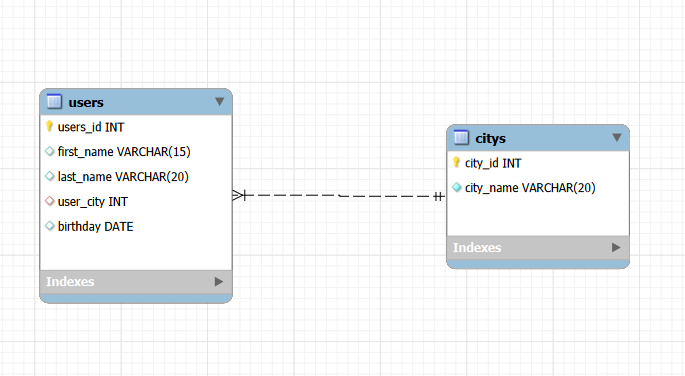 users
users_id INT
first_name VARCHAR(15)
last_name VARCHAR(20)
user_city INT
birthday DATE
Indexes
citys
city_id INT
city_name VARCHAR(20)
Indexes